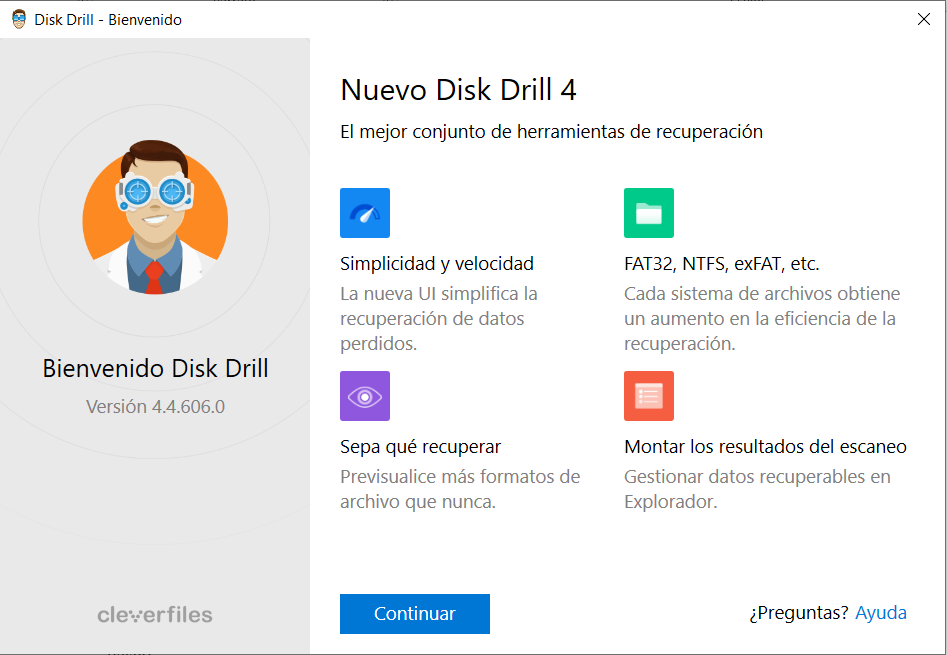 Disk Drill - Bienvenido
Bienvenido Disk Drill
Versión 4.4.606.0
cleverfiles
Nuevo Disk Drill 4
El mejor conjunto de herramientas de recuperación
Simplicidad y velocidad
La nueva UI simplifica la
recuperación de datos
perdidos.
FAT32, NTFS, exFAT, etc.
Cada sistema de archivos obtiene
un aumento en la eficiencia de la
recuperación.
Sepa qué recuperar
Previsualice más formatos de
archivo que nunca.
Montar los resultados del escaneo
Gestionar datos recuperables en
Explorador.
Continuar
¿Preguntas? Ayuda